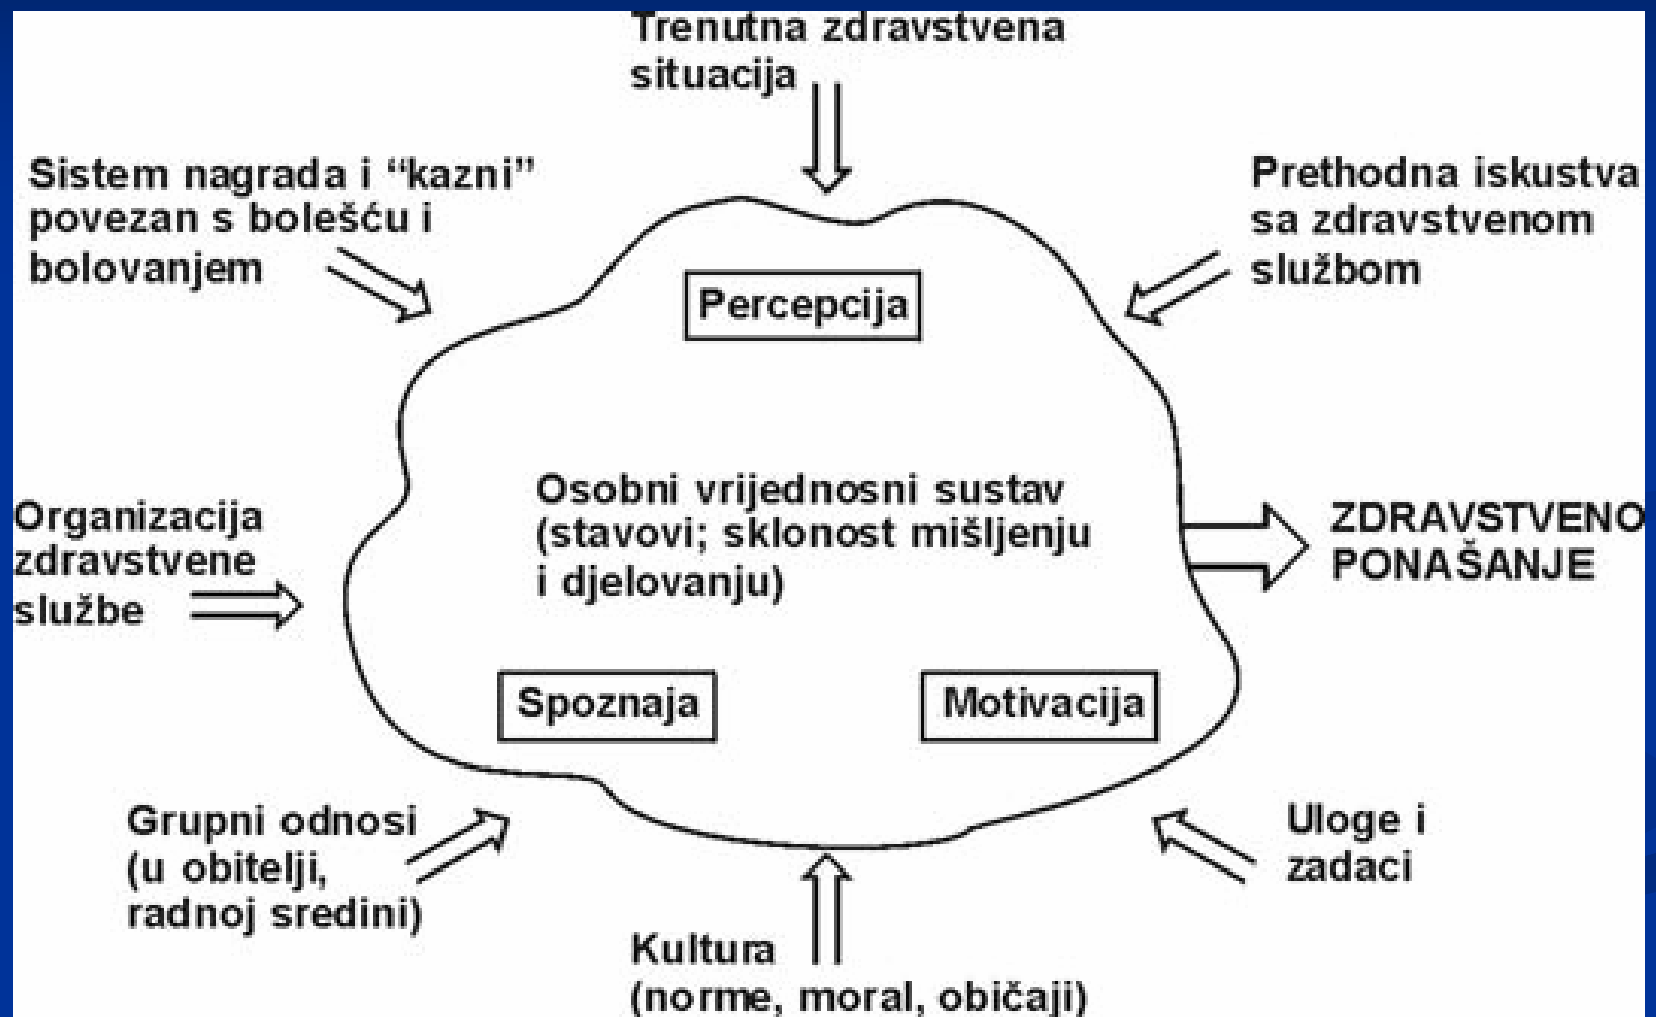 Trenutna zdravstvena
situacija
Sistem nagrada i “kazni”
povezan s bolešću i
bolovanjem
Prethodna iskustva
sa zdravstvenom
službom
Percepcija
Osobni vrijednosni sustav
(stavovi; sklonost mišljenju
i djelovanju)
Organizacija
zdravstvene
službe
ZDRAVSTVENO
PONAŠANJE
Spoznaja
Motivacija
Grupni odnosi
(u obitelji,
radnoj sredini)
Uloge i
zadaci
Kultura
(norme, moral, običaji)